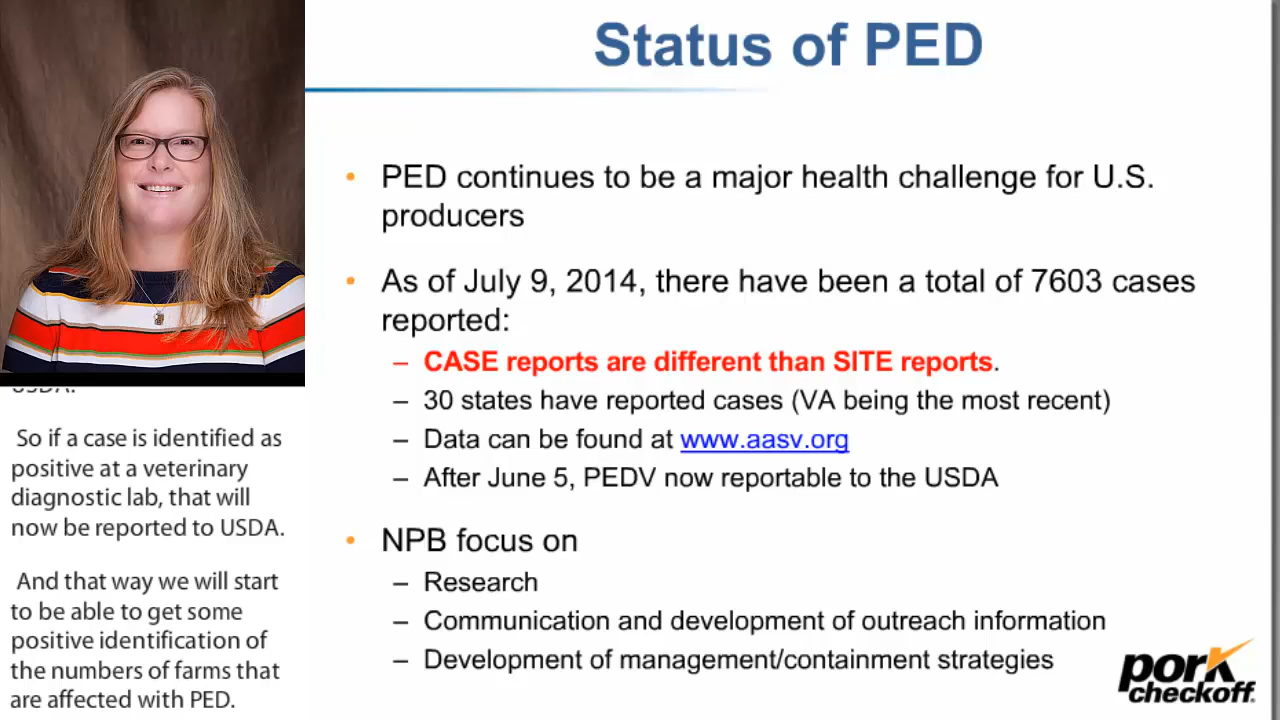 Status of PED
• PED continues to be a major health challenge for U.S.
producers
• As of July 9, 2014, there have been a total of 7603 cases
reported:
– CASE reports are different than SITE reports.
– 30 states have reported cases (VA being the most recent)
– Data can be found at www.aasv.org
– After June 5, PEDV now reportable to the USDA
• NPB focus on
– Research
– Communication and development of outreach information
– Development of management/containment strategies
pork
checkoff
USDA.
So if a case is identified as
positive at a veterinary
diagnostic lab, that will
now be reported to USDA.
And that way we will start
to be able to get some
positive identification of
the numbers of farms that
are affected with PED.